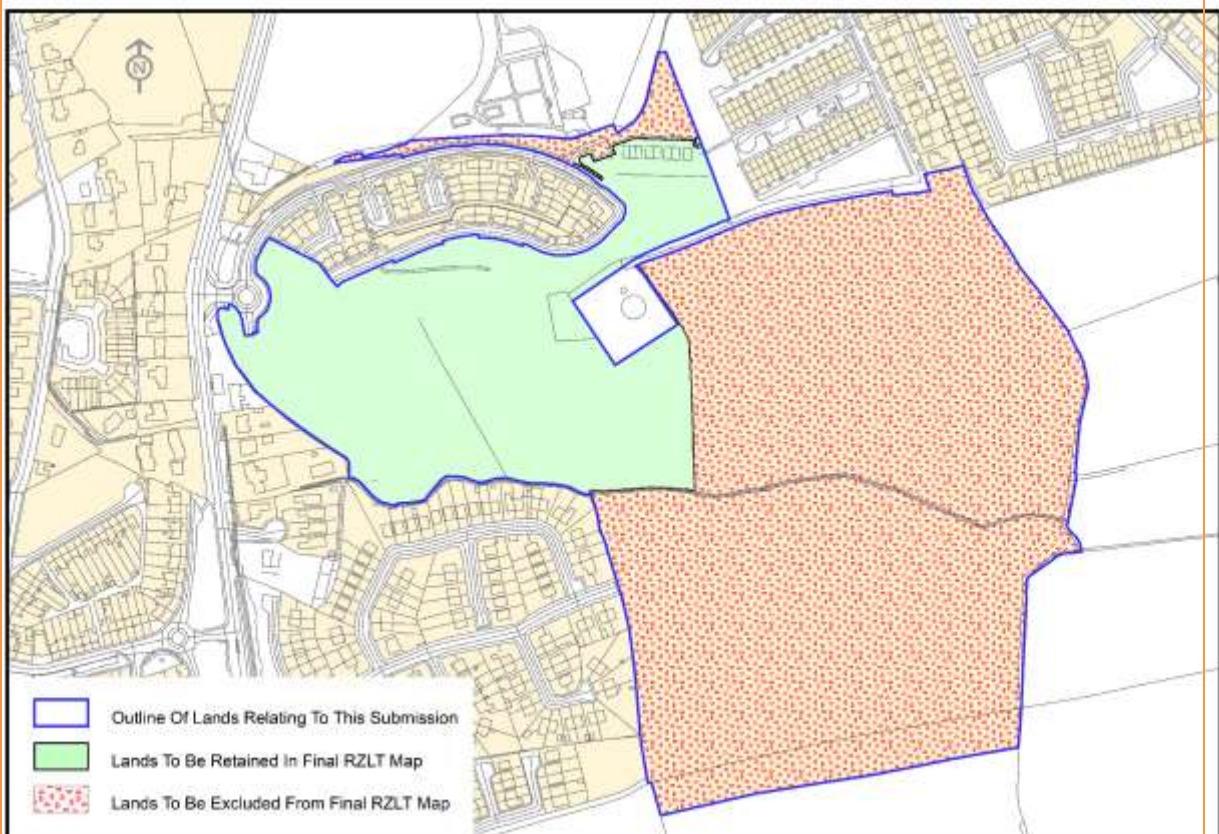 N
Outline Of Lands Relating To This Submission
Lands To Be Retained In Final RZLT Map
Lands To Be Excluded From Final RZLT Map